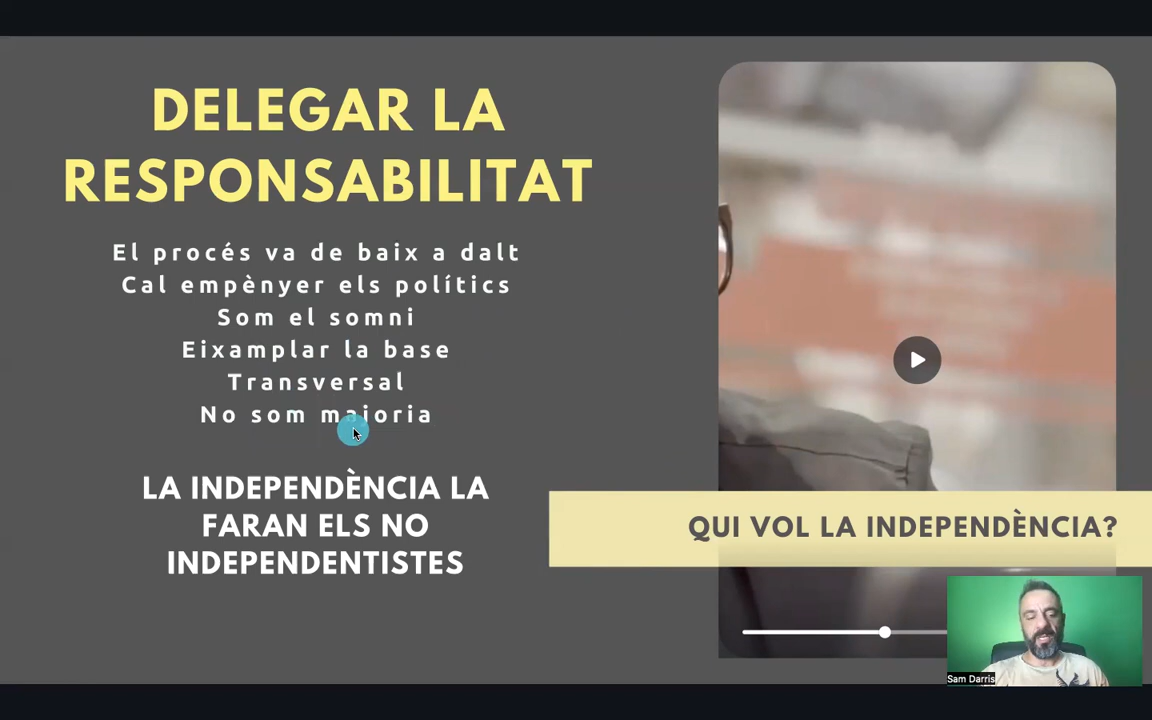 DELEGAR LA
RESPONSABILITAT
El procés va de baix a dalt
Cal empènyer els polítics
Som el somni
Eixamplar la base
Transversal
No som majoria
LA INDEPENDÈNCIA LA
FARAN ELS NO
INDEPENDENTISTES
QUI VOL LA INDEPENDÈNCIA?
Sam Darris